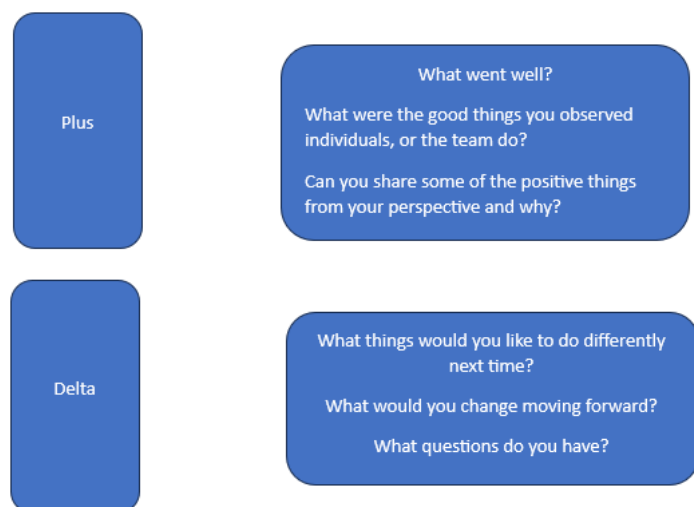 Plus
What went well?
What were the good things you observed
individuals, or the team do?
Can you share some of the positive things
from your perspective and why?
Delta
What things would you like to do differently
next time?
What would you change moving forward?
What questions do you have?